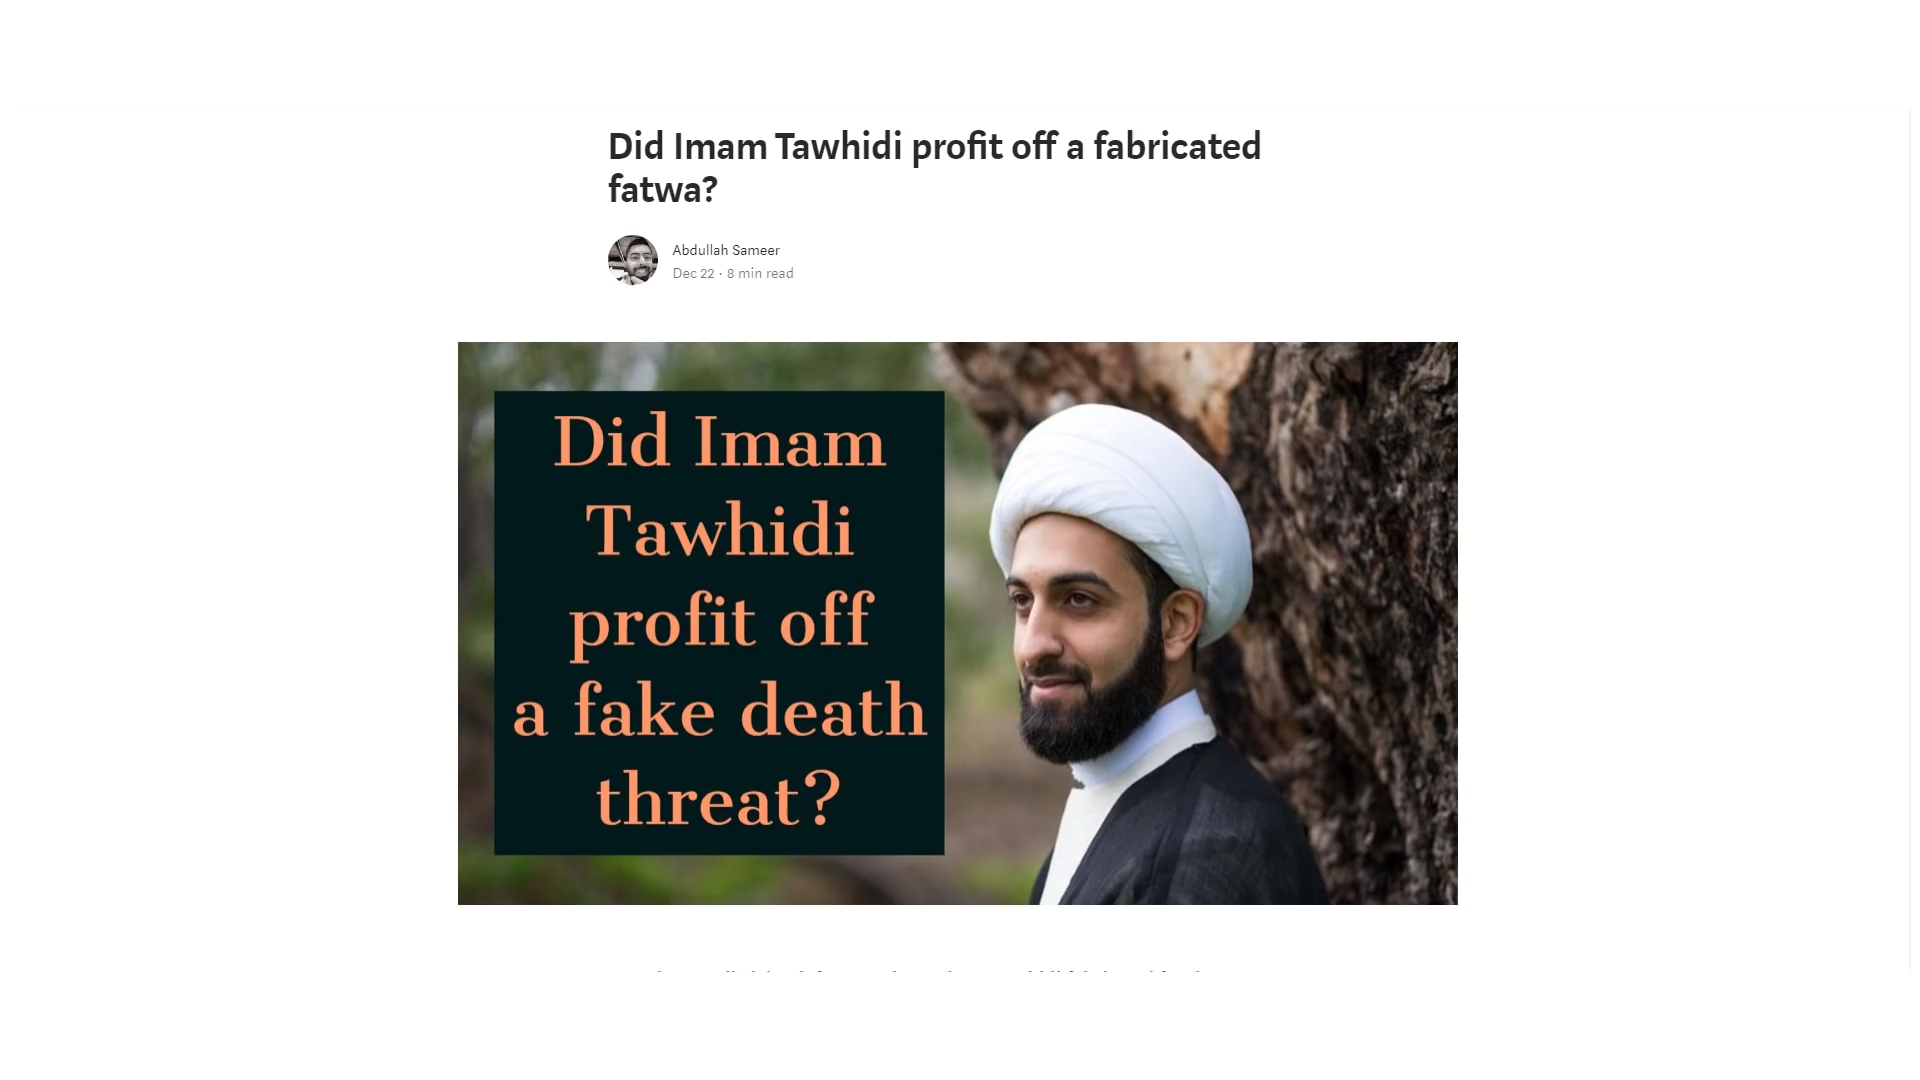 Did Imam Tawhidi profit off a fabricated
fatwa?
Abdullah Sameer
Dec 22 · 8 min read
Did Imam
Tawhidi
profit off
a fake death
threat?